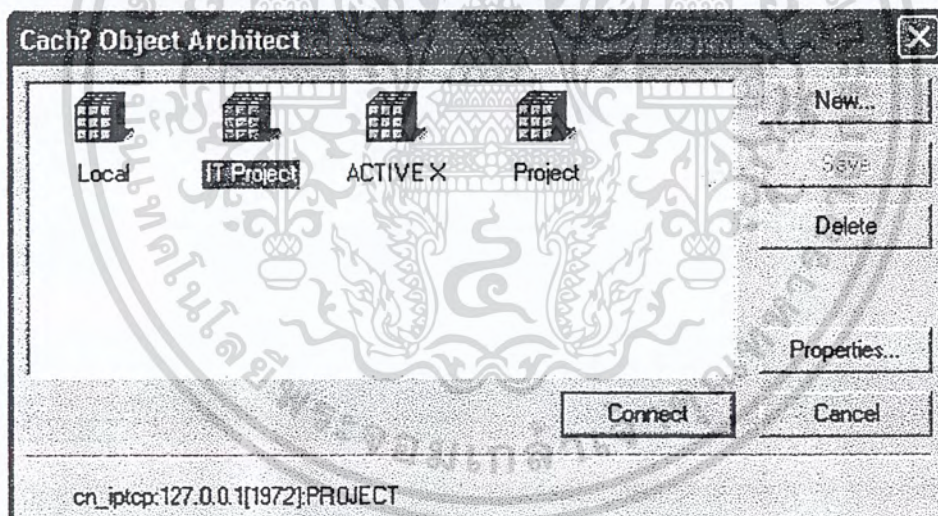 Cach? Object Architect
Local
IT Project
ACTIVE X
Project
New...
Save
Delete
Properties...
Connect
Cancel
cn_iptcp:127.0.0.1[1972]:PROJECT